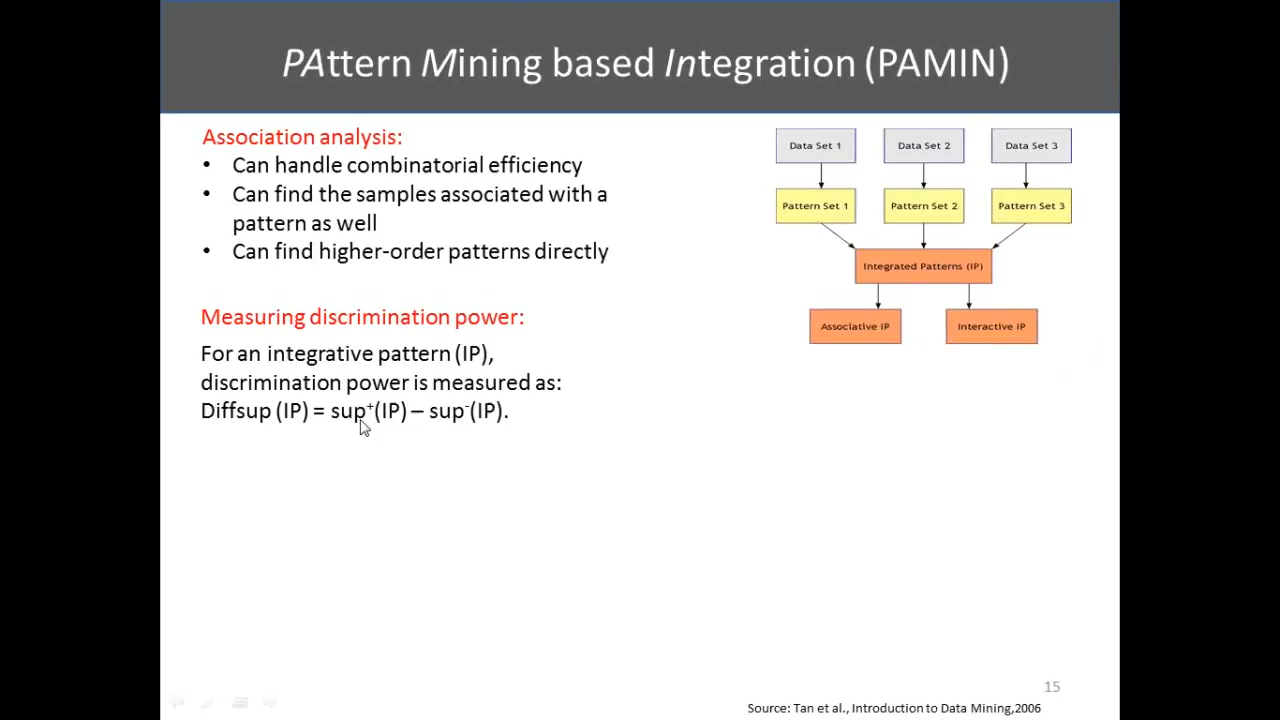 PAttern Mining based Integration (PAMIN)
Association analysis:
• Can handle combinatorial efficiency
• Can find the samples associated with a
pattern as well
• Can find higher-order patterns directly
Measuring discrimination power:
For an integrative pattern (IP),
discrimination power is measured as:
Diffsup (IP) = sup⁺(IP) – sup⁻(IP).
Data Set 1
Data Set 2
Data Set 3
Pattern Set 1
Pattern Set 2
Pattern Set 3
Integrated Patterns (IP)
Associative IP
Interactive IP
15
Source: Tan et al., Introduction to Data Mining,2006